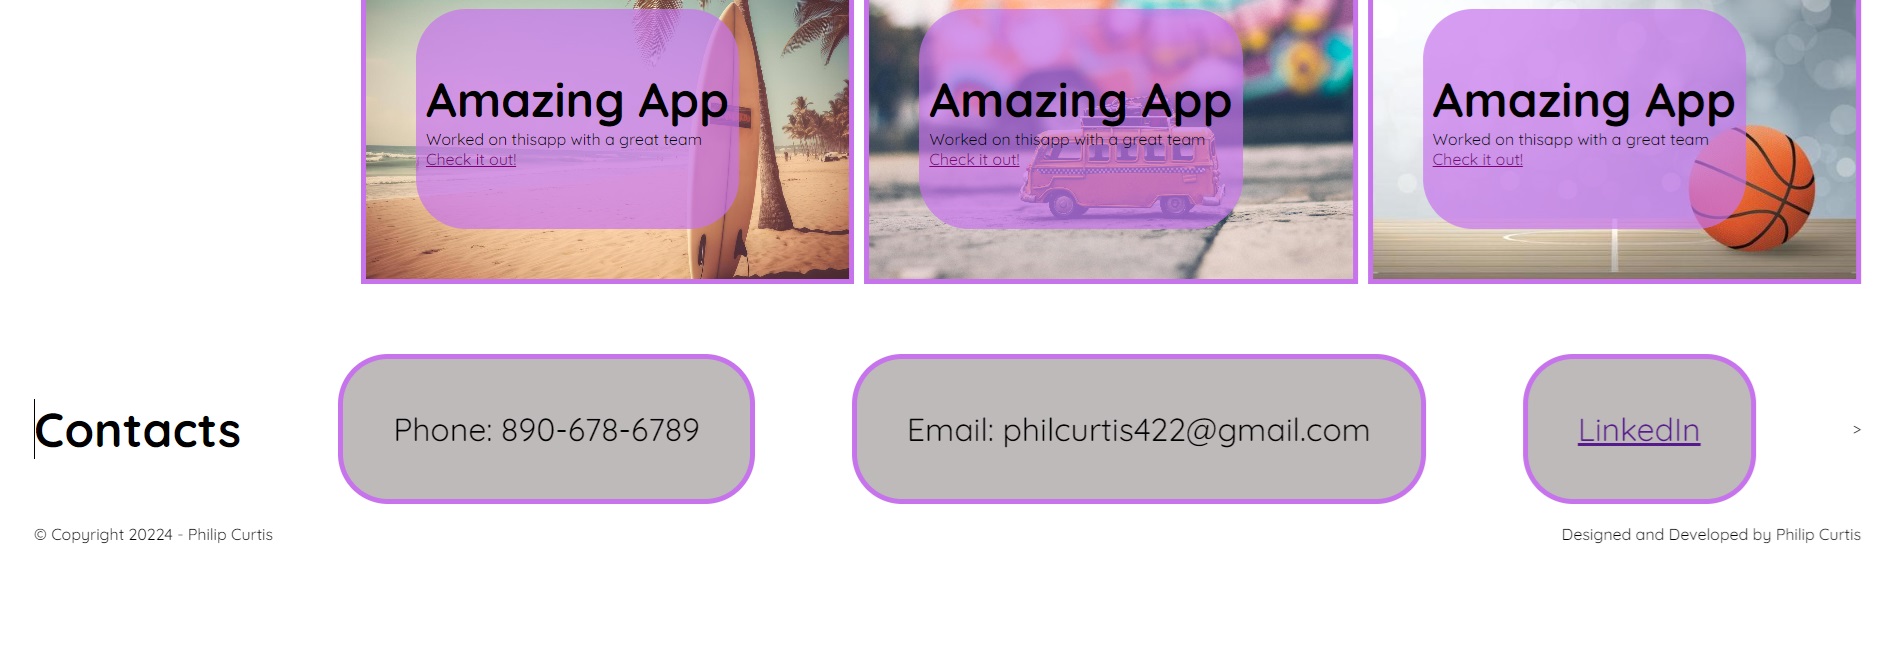 Amazing App
Worked on thisapp with a great team
Check it out!
Amazing App
Worked on thisapp with a great team
Check it out!
Amazing App
Worked on thisapp with a great team
Check it out!
Contacts
Phone: 890-678-6789
Email: philcurtis422@gmail.com
LinkedIn
>
© Copyright 20224 - Philip Curtis
Designed and Developed by Philip Curtis